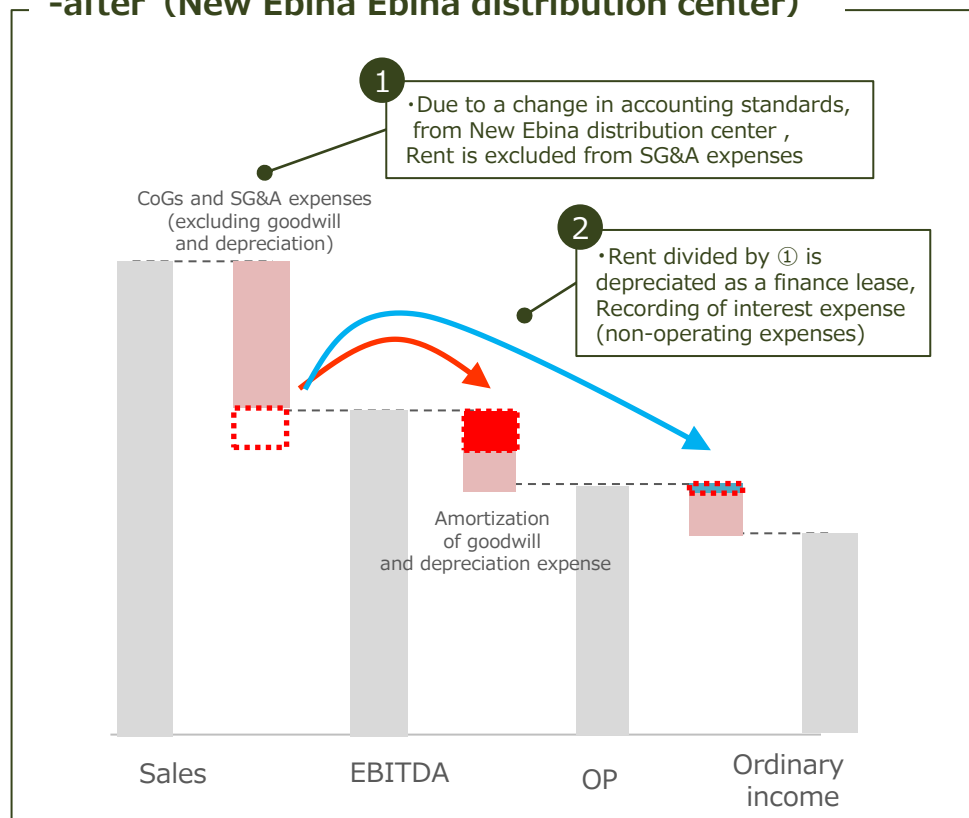 -after (New Ebina Ebina distribution center)
1
・Due to a change in accounting standards,
from New Ebina distribution center ,
Rent is excluded from SG&A expenses
CoGs and SG&A expenses
(excluding goodwill
and depreciation)
2
・Rent divided by ① is
depreciated as a finance lease,
Recording of interest expense
(non-operating expenses)
Amortization
of goodwill
and depreciation expense
Sales
EBITDA
OP
Ordinary
income